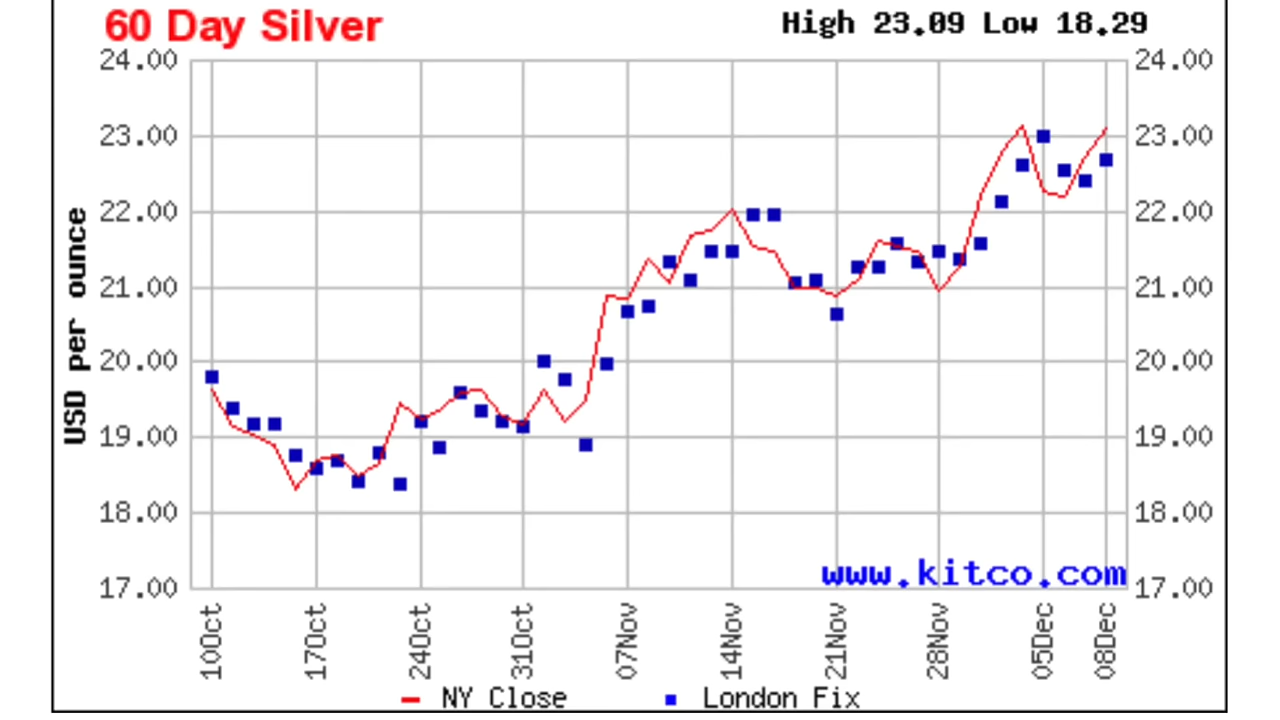 60 Day Silver
High 23.09 Low 18.29
24.00 24.00
23.00 23.00
22.00 22.00
21.00 21.00
20.00 20.00
19.00 19.00
18.00 18.00
17.00 17.00
USD per ounce
www.kitco.com
10Oct 17Oct 24Oct 31Oct 07Nov 14Nov 21Nov 28Nov 05Dec 08Dec
NY Close London Fix